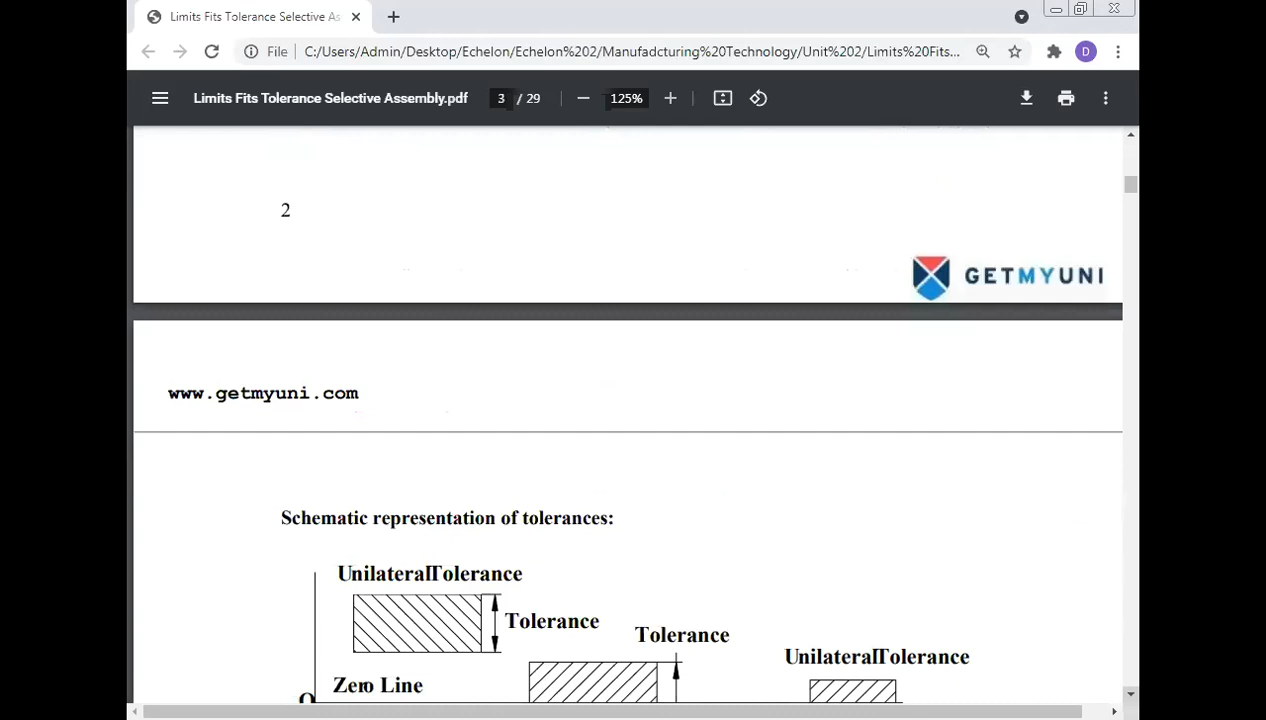 Limits Fits Tolerance Selective As
File C:/Users/Admin/Desktop/Echelon/Echelon%202/Manufadcturing%20Technology/Unit%202/Limits%20Fits... D
Limits Fits Tolerance Selective Assembly.pdf 3 / 29 125%
2
GETMYUNI
www.getmyuni.com
Schematic representation of tolerances:
UnilateralTolerance
Tolerance
Tolerance
UnilateralTolerance
Zero Line
O